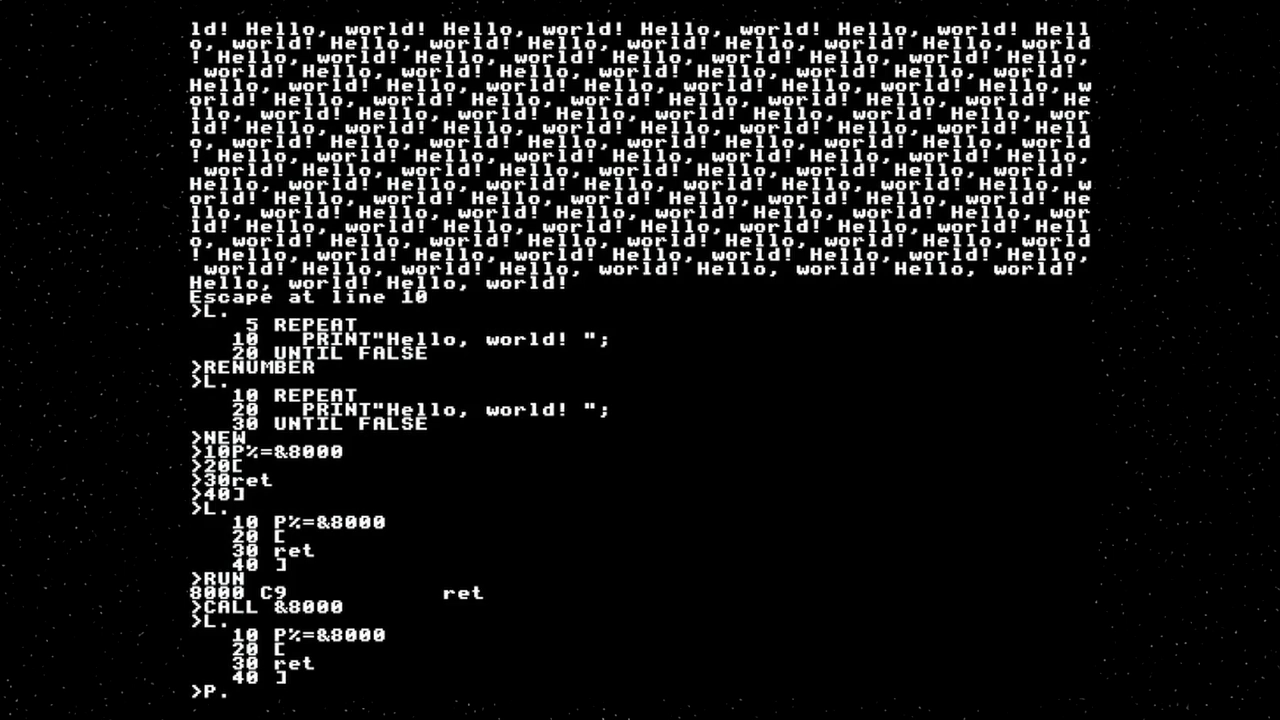 ld! Hello, world! Hello, world! Hello, world! Hello, world! Hell
o, world! Hello, world! Hello, world! Hello, world! Hello, world
! Hello, world! Hello, world! Hello, world! Hello, world! Hello,
 world! Hello, world! Hello, world! Hello, world! Hello, world!
Hello, world! Hello, world! Hello, world! Hello, world! Hello, w
orld! Hello, world! Hello, world! Hello, world! Hello, world! He
llo, world! Hello, world! Hello, world! Hello, world! Hello, wor
ld! Hello, world! Hello, world! Hello, world! Hello, world! Hell
o, world! Hello, world! Hello, world! Hello, world! Hello, world
! Hello, world! Hello, world! Hello, world! Hello, world! Hello,
 world! Hello, world! Hello, world! Hello, world! Hello, world!
Hello, world! Hello, world! Hello, world! Hello, world! Hello, w
orld! Hello, world! Hello, world! Hello, world! Hello, world! He
llo, world! Hello, world! Hello, world! Hello, world! Hello, wor
ld! Hello, world! Hello, world! Hello, world! Hello, world! Hell
o, world! Hello, world! Hello, world! Hello, world! Hello, world
! Hello, world! Hello, world! Hello, world! Hello, world! Hello,
 world! Hello, world! Hello, world! Hello, world! Hello, world!
Hello, world! Hello, world!
Escape at line 10
>L.
    5 REPEAT
   10   PRINT"Hello, world! ";
   20 UNTIL FALSE
>RENUMBER
>L.
   10 REPEAT
   20   PRINT"Hello, world! ";
   30 UNTIL FALSE
>NEW
>10P%=&8000
>20[
>30ret
>40]
>L.
   10 P%=&8000
   20 [
   30 ret
   40 ]
>RUN
8000 C9           ret
>CALL &8000
>L.
   10 P%=&8000
   20 [
   30 ret
   40 ]
>P.